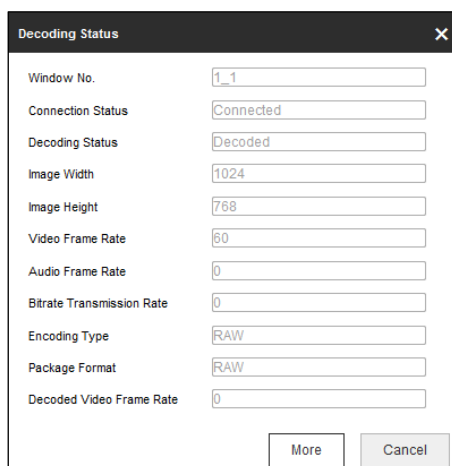 Decoding Status
Window No. 1_1
Connection Status Connected
Decoding Status Decoded
Image Width 1024
Image Height 768
Video Frame Rate 60
Audio Frame Rate 0
Bitrate Transmission Rate 0
Encoding Type RAW
Package Format RAW
Decoded Video Frame Rate 0
More Cancel